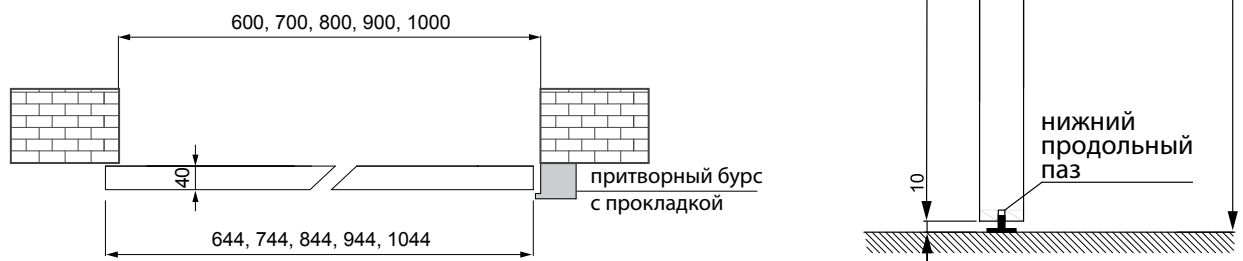 600, 700, 800, 900, 1000
40
притворный бурс
с прокладкой
644, 744, 844, 944, 1044
нижний
продольный
паз
10